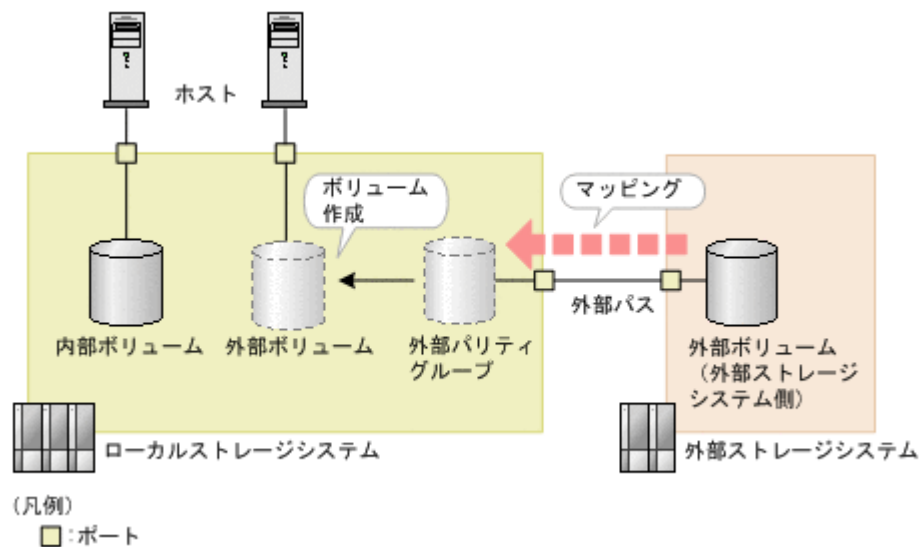 ホスト
ボリューム
作成
マッピング
外部パス
内部ボリューム
外部ボリューム
外部パリティ
グループ
外部ボリューム
（外部ストレージ
システム側）
ローカルストレージシステム
外部ストレージシステム
（凡例）
：ポート